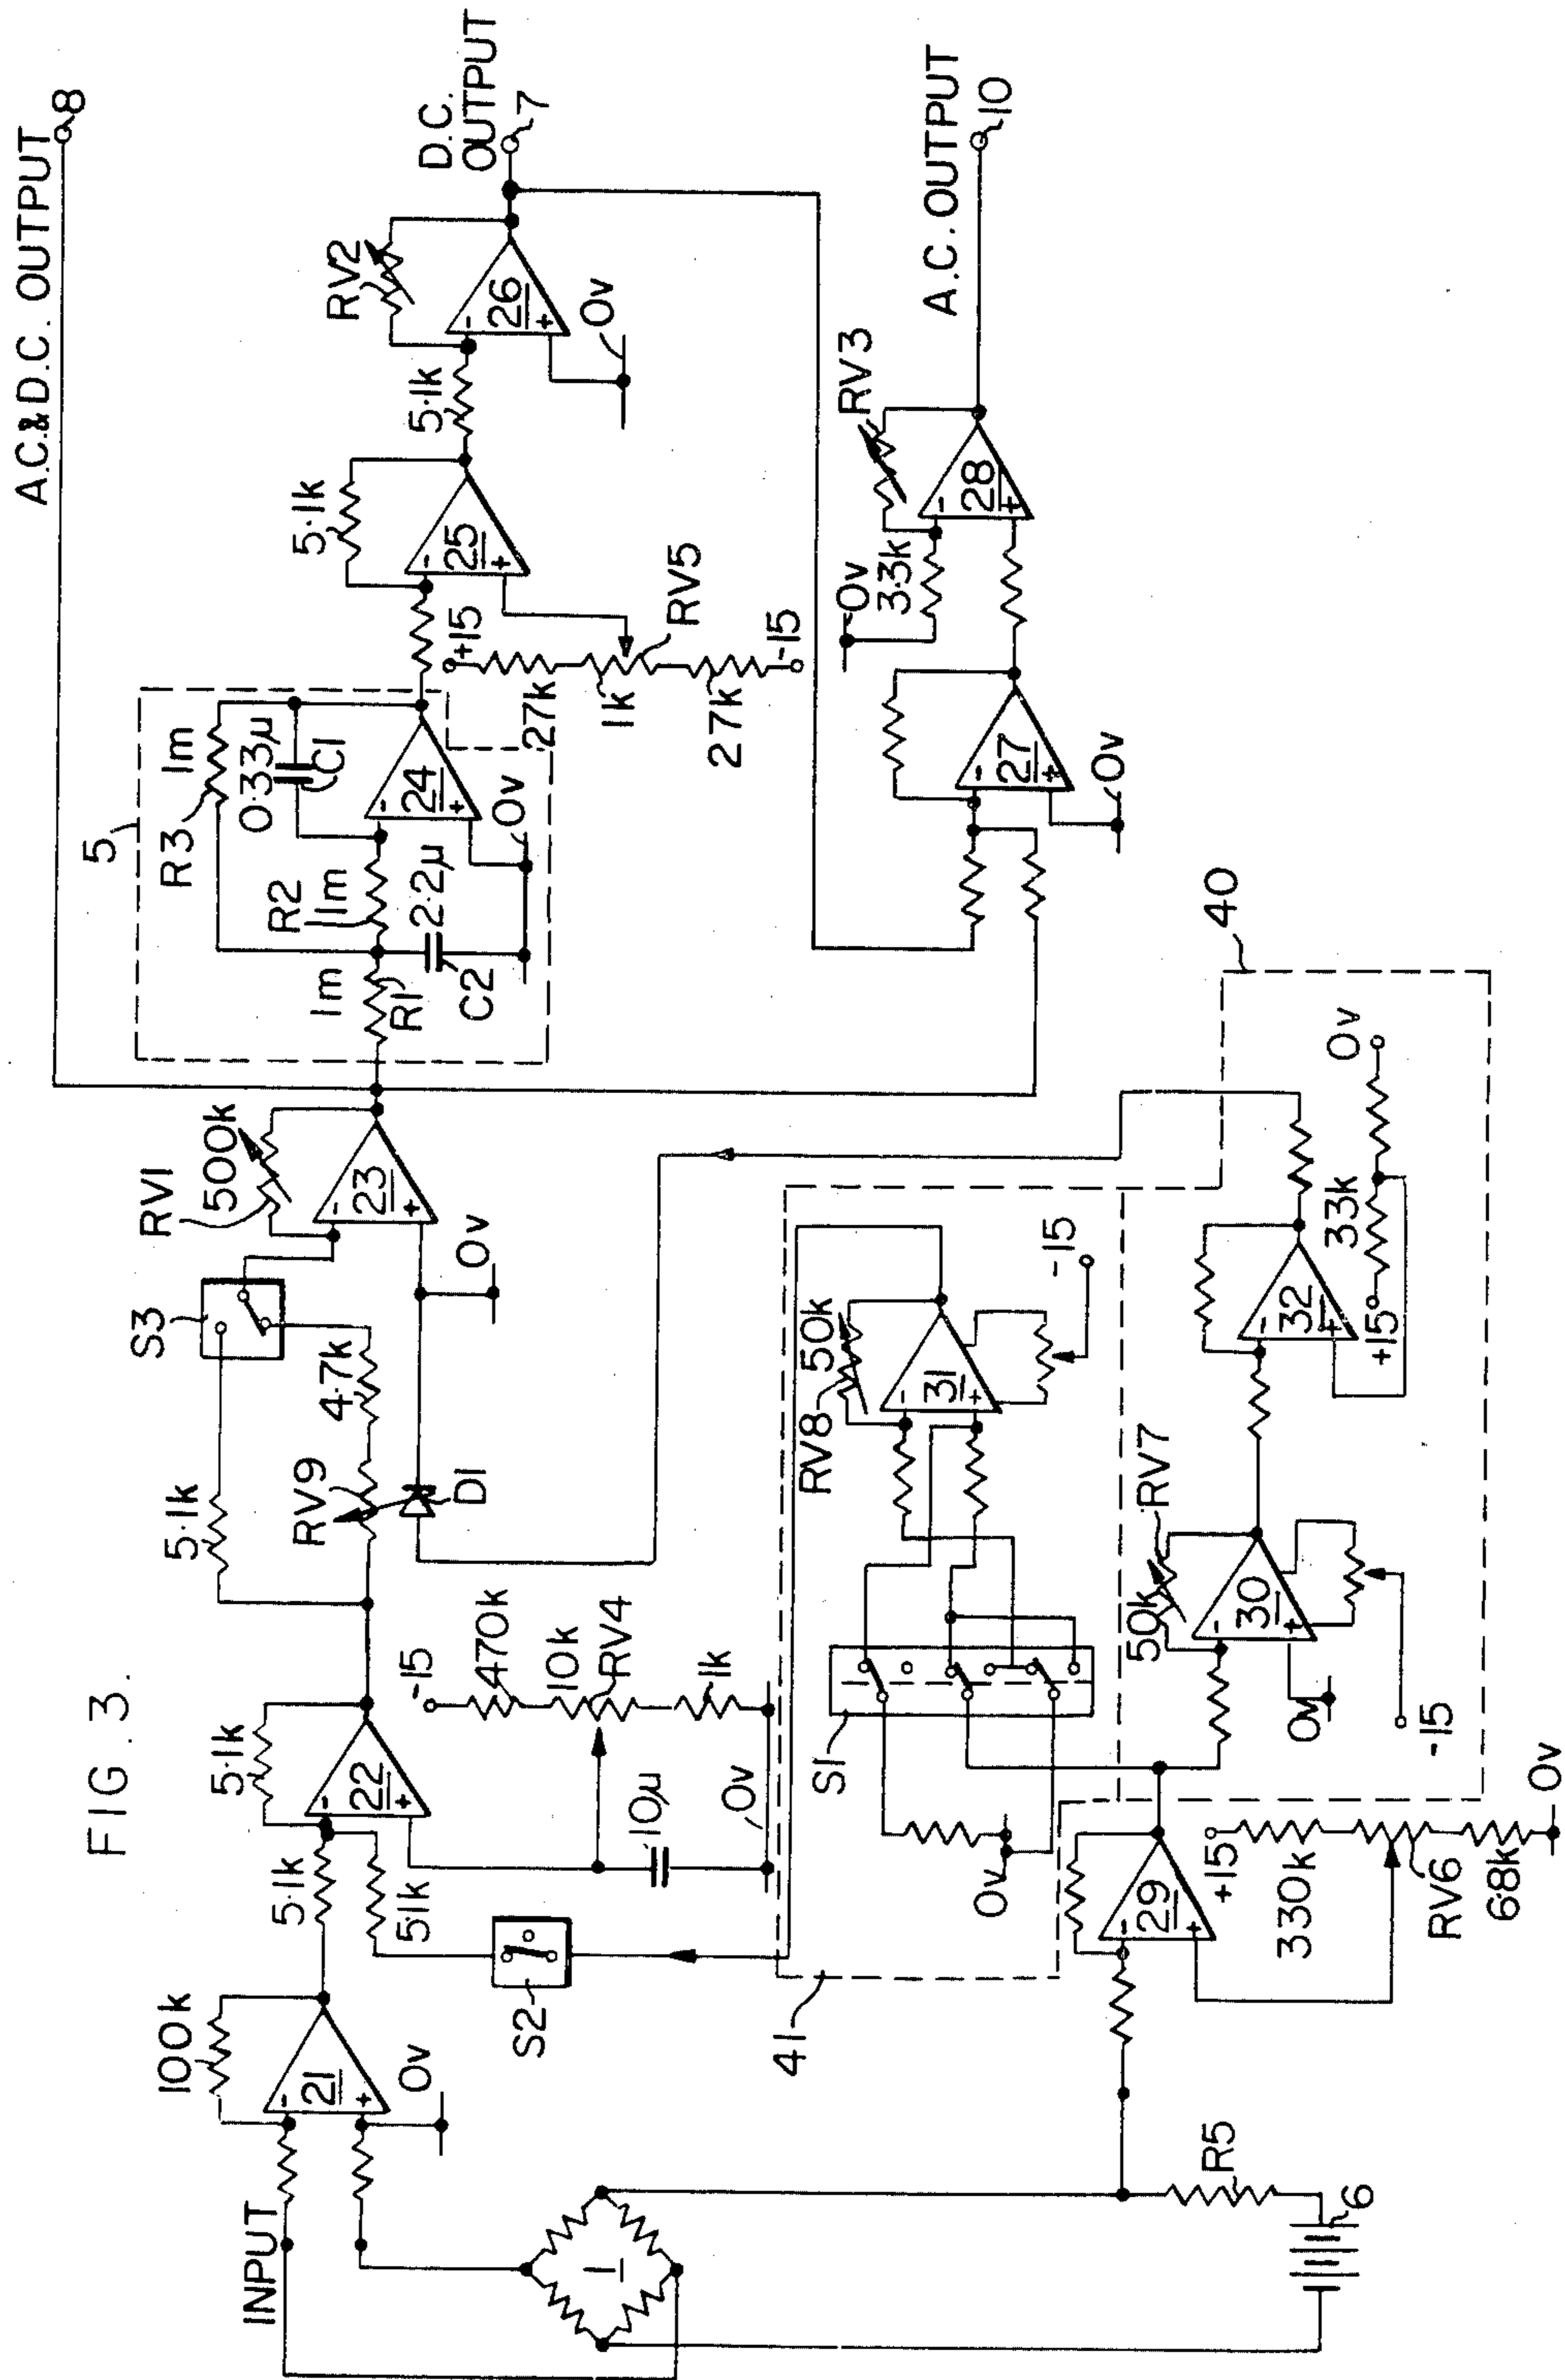 FIG. 3.
A.C.&D.C. OUTPUT
8
D.C.
OUTPUT
7
A.C. OUTPUT
10
INPUT
100k
21
-
+
0v
5·1k
5·1k
5·1k
22
-
+
S2
10μ
0v
-15
470k
10k
RV4
1k
5·1k
RV9
4·7k
D1
S3
RV1
500k
23
-
+
0v
5
1m
R1
R2
1m
R3
1m
0·33μ
C1
2·2μ
C2
24
-
+
0v
5·1k
25
-
+
+15
27k
1k
RV5
27k
-15
5·1k
RV2
26
-
+
0v
27
-
+
0v
0v
3·3k
RV3
28
-
+
41
S1
0v
RV8
50k
31
-
+
-15
40
50k
RV7
30
-
+
0v
-15
32
-
+
+15
33k
0v
29
-
+
+15
330k
RV6
6·8k
0v
1
R5
6